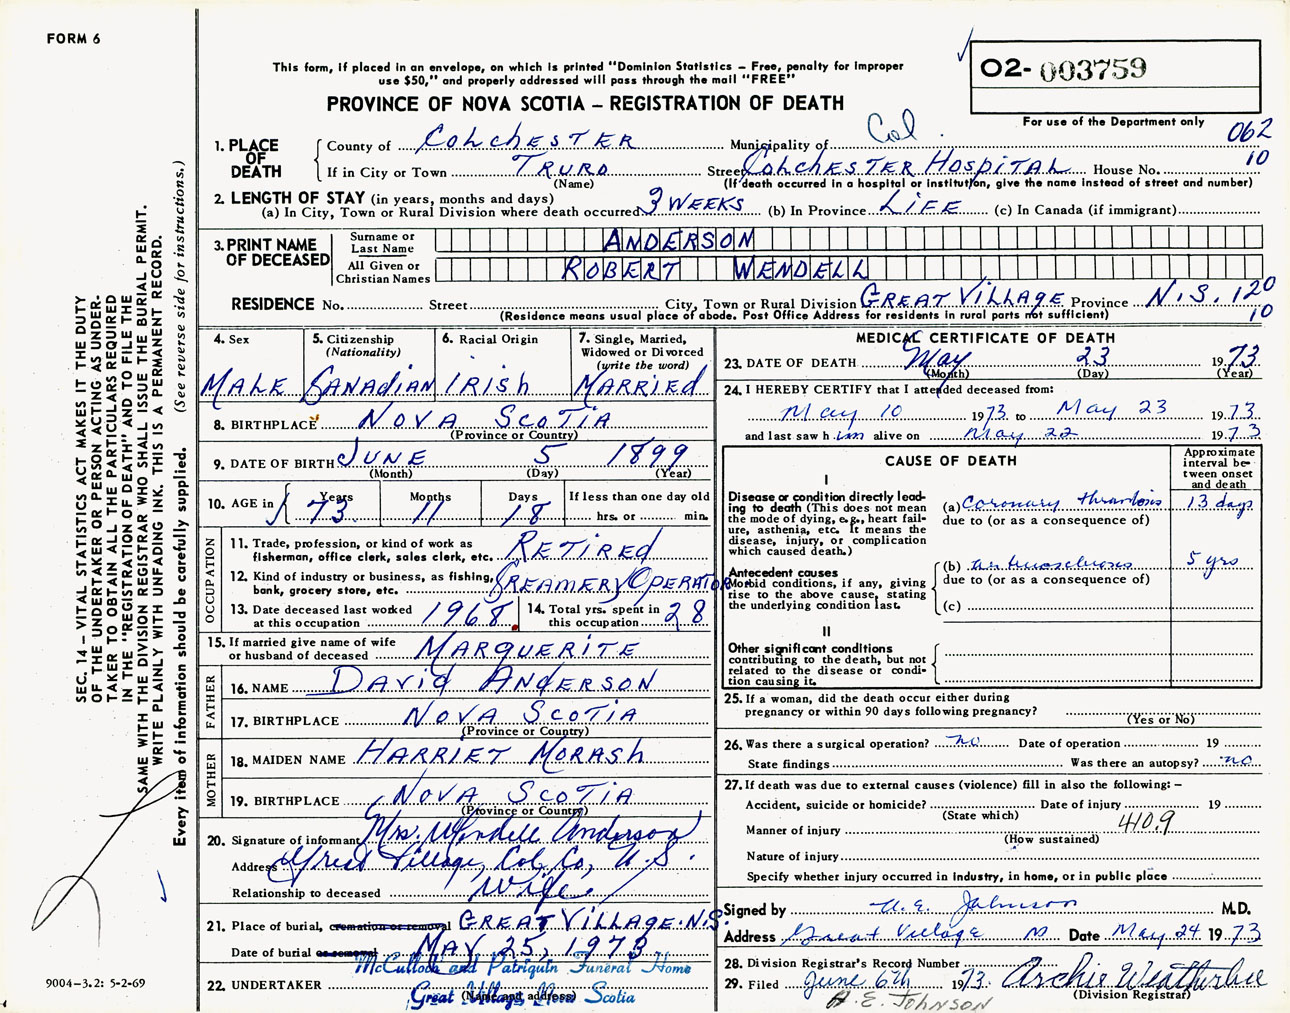 FORM 6
This form, if placed in an envelope, on which is printed "Dominion Statistics – Free, penalty for improper
use $50," and properly addressed will pass through the mail "FREE"
PROVINCE OF NOVA SCOTIA – REGISTRATION OF DEATH
O2- 003759
For use of the Department only
062
10
1. PLACE OF DEATH County of COLCHESTER Municipality of Col.
If in City or Town TRURO Street COLCHESTER HOSPITAL House No.
(Name) (If death occurred in a hospital or institution, give the name instead of street and number)
2. LENGTH OF STAY (in years, months and days)
(a) In City, Town or Rural Division where death occurred 3 WEEKS (b) In Province LIFE (c) In Canada (if immigrant)
3. PRINT NAME OF DECEASED Surname or Last Name ANDERSON
All Given or Christian Names ROBERT WENDELL
RESIDENCE No. Street City, Town or Rural Division GREAT VILLAGE Province N.S. 120
10
(Residence means usual place of abode. Post Office Address for residents in rural parts not sufficient)
4. Sex 5. Citizenship (Nationality) 6. Racial Origin 7. Single, Married, Widowed or Divorced (write the word)
MALE CANADIAN IRISH MARRIED
8. BIRTHPLACE NOVA SCOTIA
(Province or Country)
9. DATE OF BIRTH JUNE 5 1899
(Month) (Day) (Year)
10. AGE in Years Months Days If less than one day old
73 11 18 hrs. or min.
OCCUPATION
11. Trade, profession, or kind of work as
fisherman, office clerk, sales clerk, etc. RETIRED
12. Kind of industry or business, as fishing,
bank, grocery store, etc. CREAMERY OPERATOR
13. Date deceased last worked
at this occupation 1968
14. Total yrs. spent in
this occupation 28
15. If married give name of wife
or husband of deceased MARGUERITE
FATHER
16. NAME DAVID ANDERSON
17. BIRTHPLACE NOVA SCOTIA
(Province or Country)
MOTHER
18. MAIDEN NAME HARRIET MORASH
19. BIRTHPLACE NOVA SCOTIA
(Province or Country)
20. Signature of informant Mrs. Wendell Anderson
Address Great Village, Col. Co, N.S.
Relationship to deceased Wife
21. Place of burial, cremation or removal GREAT VILLAGE. N.S.
Date of burial or removal MAY 25, 1973
McCulloch and Patriquin Funeral Home
22. UNDERTAKER Great Village, Nova Scotia
(Name and address)
MEDICAL CERTIFICATE OF DEATH
23. DATE OF DEATH May 23 1973
(Month) (Day) (Year)
24. I HEREBY CERTIFY that I attended deceased from:
May 10 1973 to May 23 1973
and last saw him alive on May 22 1973
CAUSE OF DEATH
Approximate interval between onset and death
I
Disease or condition directly leading to death (This does not mean the mode of dying, e.g., heart failure, asthenia, etc. It means the disease, injury, or complication which caused death.)
(a) Coronary thrombosis 13 days
due to (or as a consequence of)
Antecedent causes
Morbid conditions, if any, giving rise to the above cause, stating the underlying condition last.
(b) Arteriosclerosis 5 yrs
due to (or as a consequence of)
(c)
II
Other significant conditions
contributing to the death, but not related to the disease or condition causing it.
25. If a woman, did the death occur either during
pregnancy or within 90 days following pregnancy?
(Yes or No)
26. Was there a surgical operation? no Date of operation 19
State findings Was there an autopsy? no
27. If death was due to external causes (violence) fill in also the following: –
Accident, suicide or homicide? Date of injury 19
(State which)
409
Manner of injury
(How sustained)
Nature of injury
Specify whether injury occurred in industry, in home, or in public place
Signed by H. E. Johnson M.D.
Address Great Village NS Date May 24 1973
28. Division Registrar's Record Number
29. Filed June 6th 1973. Archie Weatherbee
(Division Registrar)
H. E. JOHNSON
SEC. 14 – VITAL STATISTICS ACT MAKES IT THE DUTY
OF THE UNDERTAKER OR PERSON ACTING AS UNDER-
TAKER TO OBTAIN ALL THE PARTICULARS REQUIRED
IN THE "REGISTRATION OF DEATH" AND TO FILE THE
SAME WITH THE DIVISION REGISTRAR WHO SHALL ISSUE THE BURIAL PERMIT.
WRITE PLAINLY WITH UNFADING INK. THIS IS A PERMANENT RECORD.
Every item of information should be carefully supplied. (See reverse side for instructions.)
9004–3.2: 5-2-69